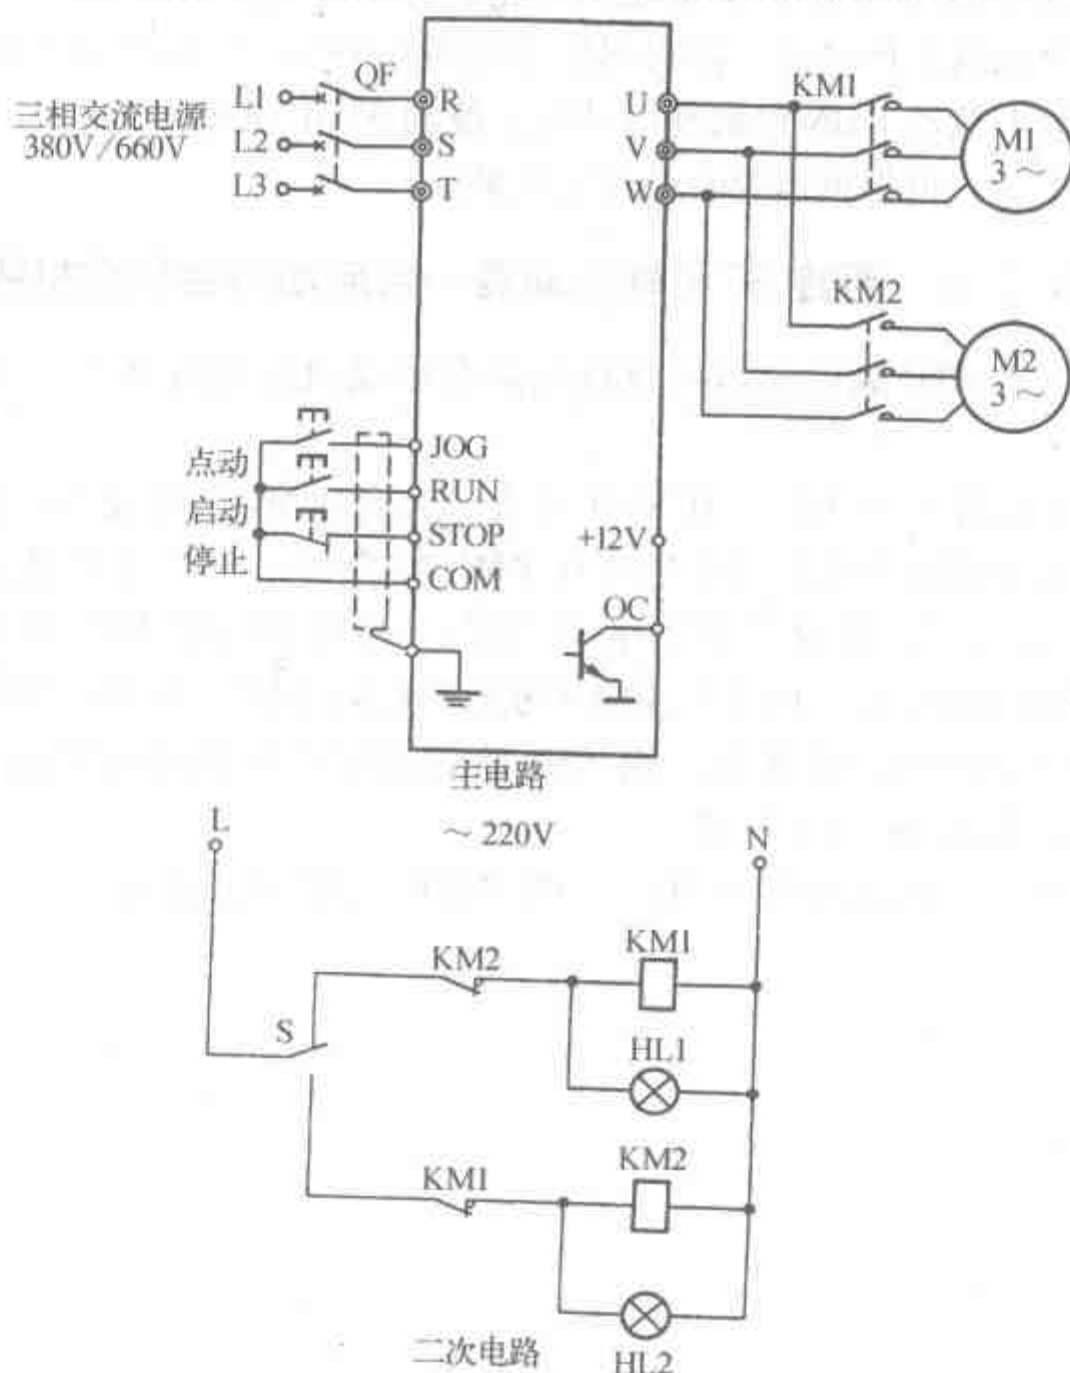 三相交流电源
380V/660V
L1
L2
L3
QF
R
S
T
U
V
W
KM1
M1
3～
KM2
M2
3～
点动
启动
停止
JOG
RUN
STOP
COM
+12V
OC
主电路
L
～220V
N
S
KM2
KM1
HL1
KM1
KM2
HL2
二次电路